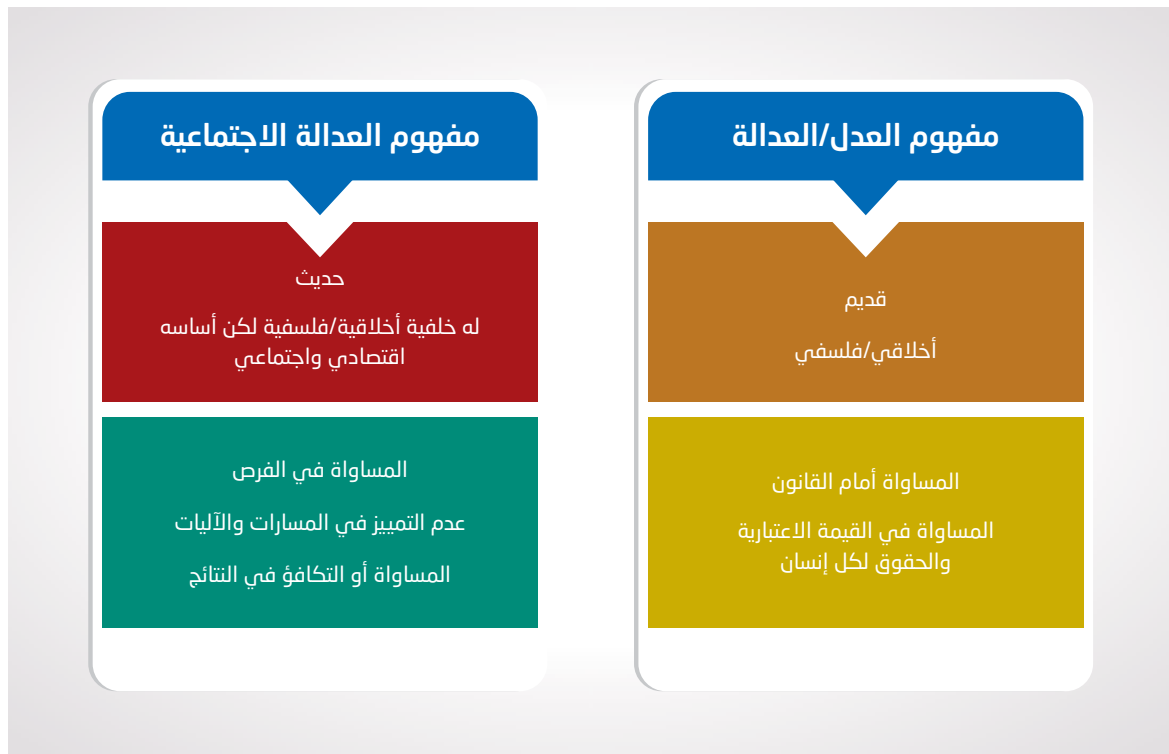 مفهوم العدل/العدالة
قديم
أخلاقي/فلسفي
المساواة أمام القانون
المساواة في القيمة الاعتبارية
والحقوق لكل إنسان
مفهوم العدالة الاجتماعية
حديث
له خلفية أخلاقية/فلسفية لكن أساسه
اقتصادي واجتماعي
المساواة في الفرص
عدم التمييز في المسارات والآليات
المساواة أو التكافؤ في النتائج